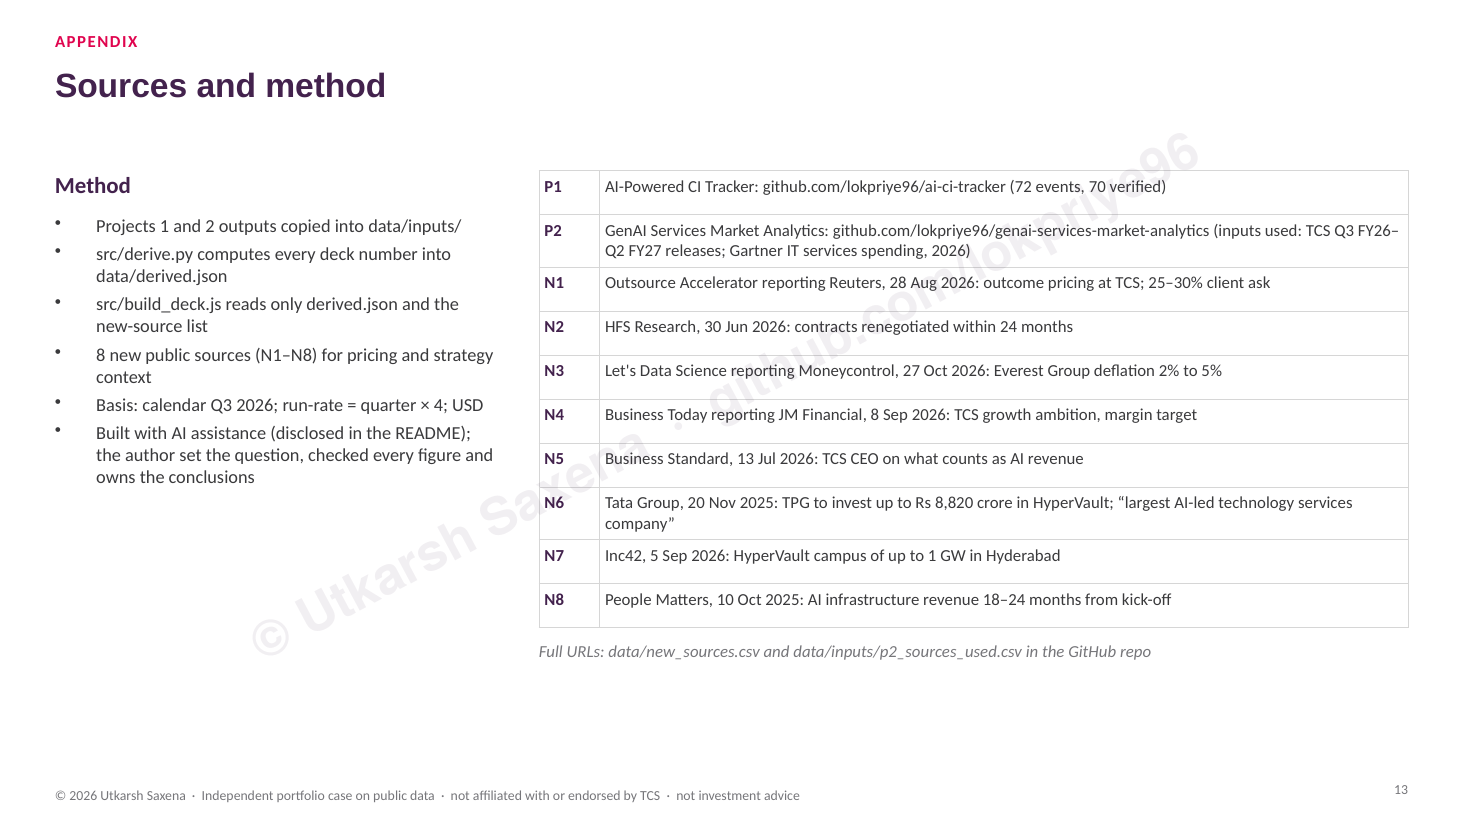 APPENDIX
Sources and method
Method
• Projects 1 and 2 outputs copied into data/inputs/
• src/derive.py computes every deck number into
data/derived.json
• src/build_deck.js reads only derived.json and the
new-source list
• 8 new public sources (N1–N8) for pricing and strategy
context
• Basis: calendar Q3 2026; run-rate = quarter × 4; USD
• Built with AI assistance (disclosed in the README);
the author set the question, checked every figure and
owns the conclusions
P1 AI-Powered CI Tracker: github.com/lokpriye96/ai-ci-tracker (72 events, 70 verified)
P2 GenAI Services Market Analytics: github.com/lokpriye96/genai-services-market-analytics (inputs used: TCS Q3 FY26–
Q2 FY27 releases; Gartner IT services spending, 2026)
N1 Outsource Accelerator reporting Reuters, 28 Aug 2026: outcome pricing at TCS; 25–30% client ask
N2 HFS Research, 30 Jun 2026: contracts renegotiated within 24 months
N3 Let's Data Science reporting Moneycontrol, 27 Oct 2026: Everest Group deflation 2% to 5%
N4 Business Today reporting JM Financial, 8 Sep 2026: TCS growth ambition, margin target
N5 Business Standard, 13 Jul 2026: TCS CEO on what counts as AI revenue
N6 Tata Group, 20 Nov 2025: TPG to invest up to Rs 8,820 crore in HyperVault; “largest AI-led technology services
company”
N7 Inc42, 5 Sep 2026: HyperVault campus of up to 1 GW in Hyderabad
N8 People Matters, 10 Oct 2025: AI infrastructure revenue 18–24 months from kick-off
Full URLs: data/new_sources.csv and data/inputs/p2_sources_used.csv in the GitHub repo
© Utkarsh Saxena · github.com/lokpriye96
© 2026 Utkarsh Saxena · Independent portfolio case on public data · not affiliated with or endorsed by TCS · not investment advice
13